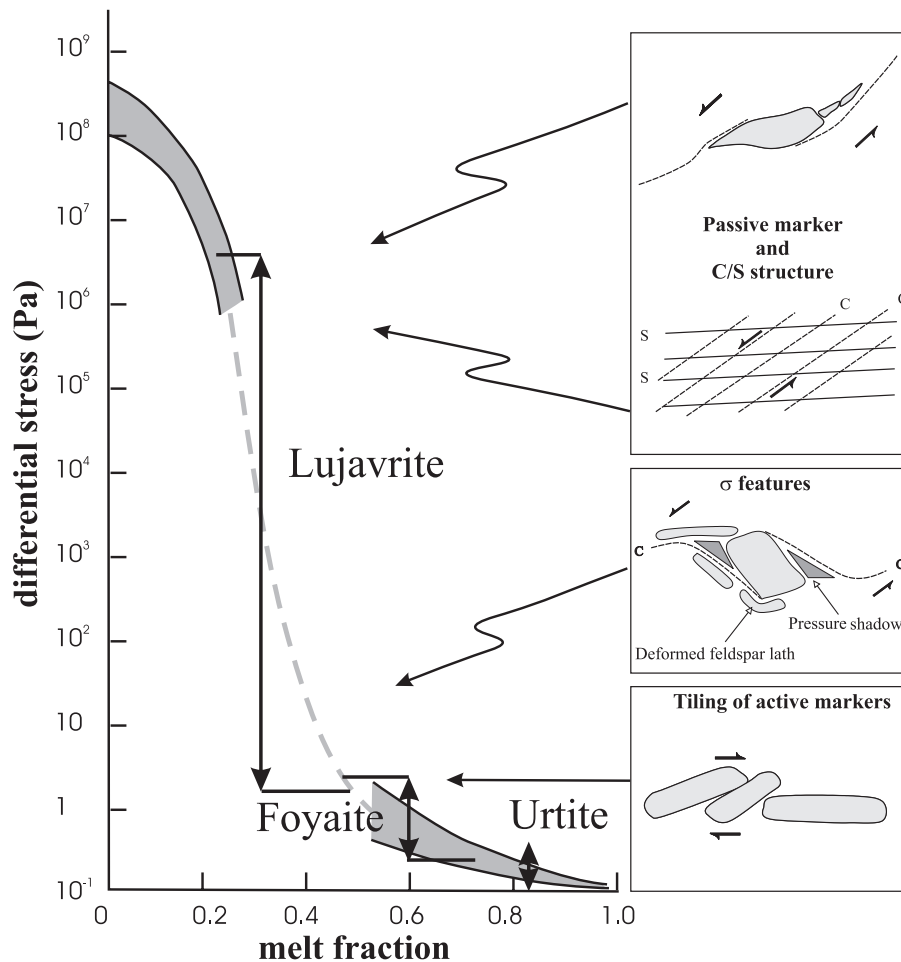 10⁹
10⁸
10⁷
10⁶
10⁵
10⁴
10³
10²
10
1
10⁻¹
differential stress (Pa)
0
0.2
0.4
0.6
0.8
1.0
melt fraction
Lujavrite
Foyaite
Urtite
Passive marker
and
C/S structure
C
S
S
σ features
C
Pressure shadow
Deformed feldspar lath
Tiling of active markers